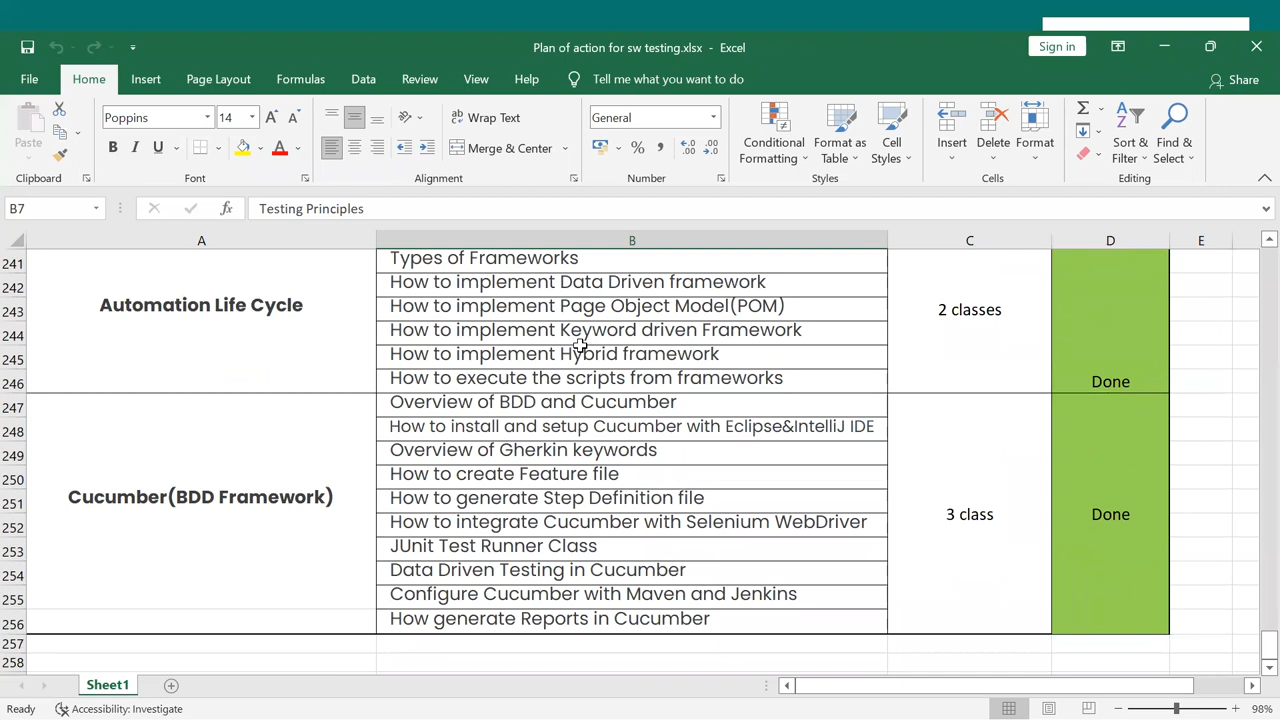 Plan of action for sw testing.xlsx - Excel
Sign in
File Home Insert Page Layout Formulas Data Review View Help Tell me what you want to do Share
Paste
Clipboard
Poppins 14
B I U
Font
Wrap Text
Merge & Center
Alignment
General
Number
Conditional Formatting
Format as Table
Cell Styles
Styles
Insert Delete Format
Cells
Sort & Filter
Find & Select
Editing
B7 fx Testing Principles
A B C D E
241 Types of Frameworks
242 How to implement Data Driven framework
243 Automation Life Cycle How to implement Page Object Model(POM) 2 classes
244 How to implement Keyword driven Framework
245 How to implement Hybrid framework
246 How to execute the scripts from frameworks Done
247 Overview of BDD and Cucumber
248 How to install and setup Cucumber with Eclipse&IntelliJ IDE
249 Overview of Gherkin keywords
250 How to create Feature file
251 Cucumber(BDD Framework) How to generate Step Definition file 3 class Done
252 How to integrate Cucumber with Selenium WebDriver
253 JUnit Test Runner Class
254 Data Driven Testing in Cucumber
255 Configure Cucumber with Maven and Jenkins
256 How generate Reports in Cucumber
257
258
Sheet1
Ready Accessibility: Investigate 98%